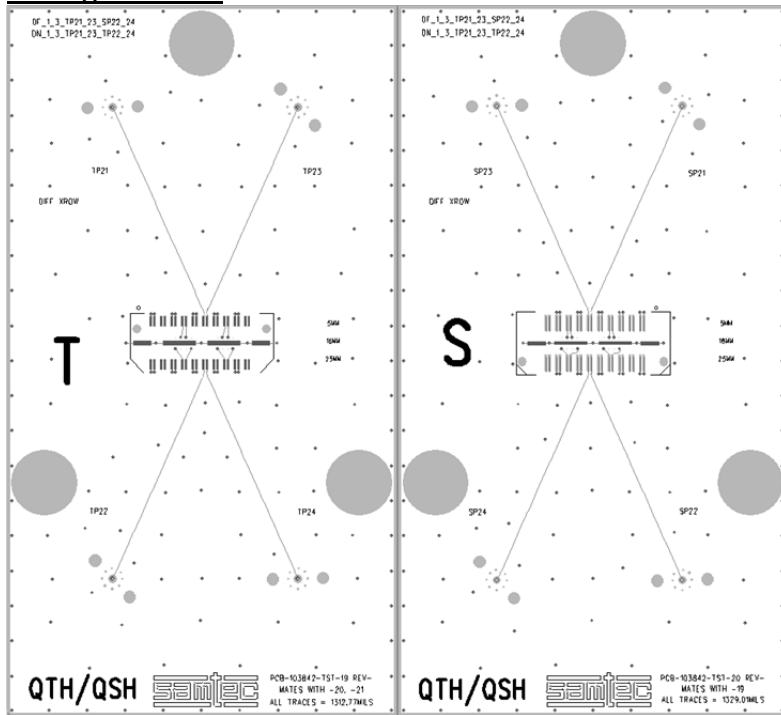 DF_1_3_TP21_23_SP22_24
DN_1_3_TP21_23_TP22_24
TP21
TP23
DIFF XROW
T
5MM
16MM
25MM
TP22
TP24
QTH/QSH
samtec
PCB-103842-TST-19 REV-
MATES WITH -20, -21
ALL TRACES = 1312.77MILS
DF_1_3_TP21_23_SP22_24
DN_1_3_TP21_23_TP22_24
SP23
SP21
DIFF XROW
S
5MM
16MM
25MM
SP24
SP22
QTH/QSH
samtec
PCB-103842-TST-20 REV-
MATES WITH -19
ALL TRACES = 1329.01MILS